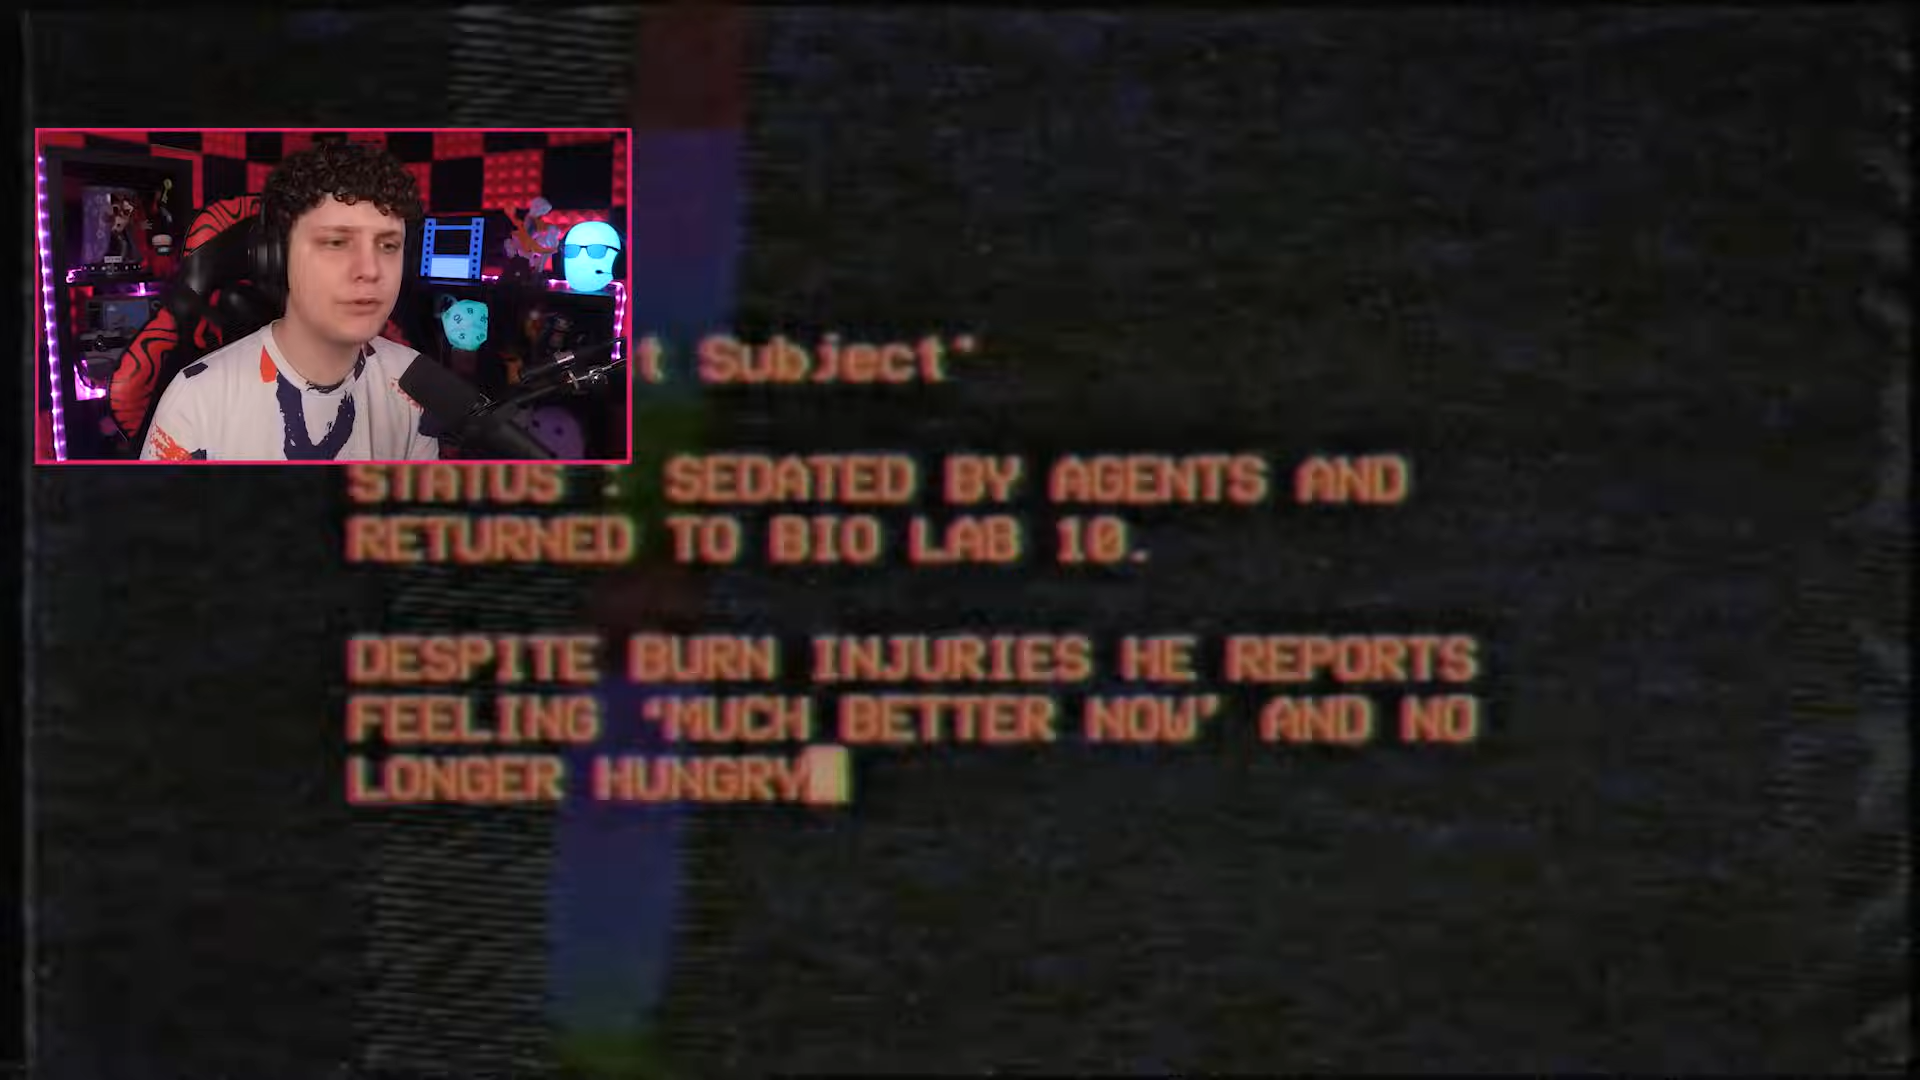 t Subject"
STATUS : SEDATED BY AGENTS AND
RETURNED TO BIO LAB 10.
DESPITE BURN INJURIES HE REPORTS
FEELING 'MUCH BETTER NOW' AND NO
LONGER HUNGRY